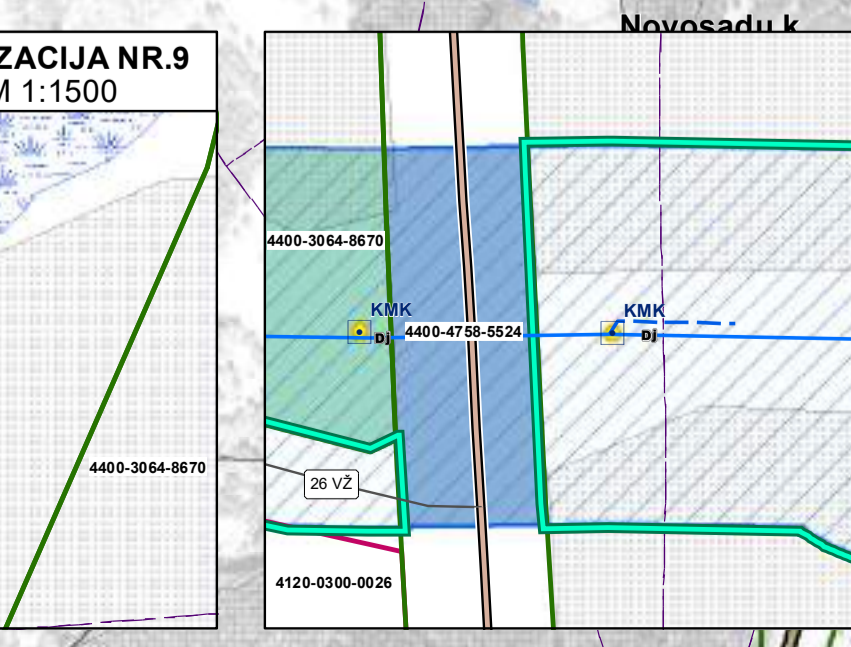 ZACIJA NR.9
M 1:1500
4400-3064-8670
Novosadu k.
4400-3064-8670
KMK
Dj
4400-4758-5524
KMK
Dj
26 VŽ
4120-0300-0026